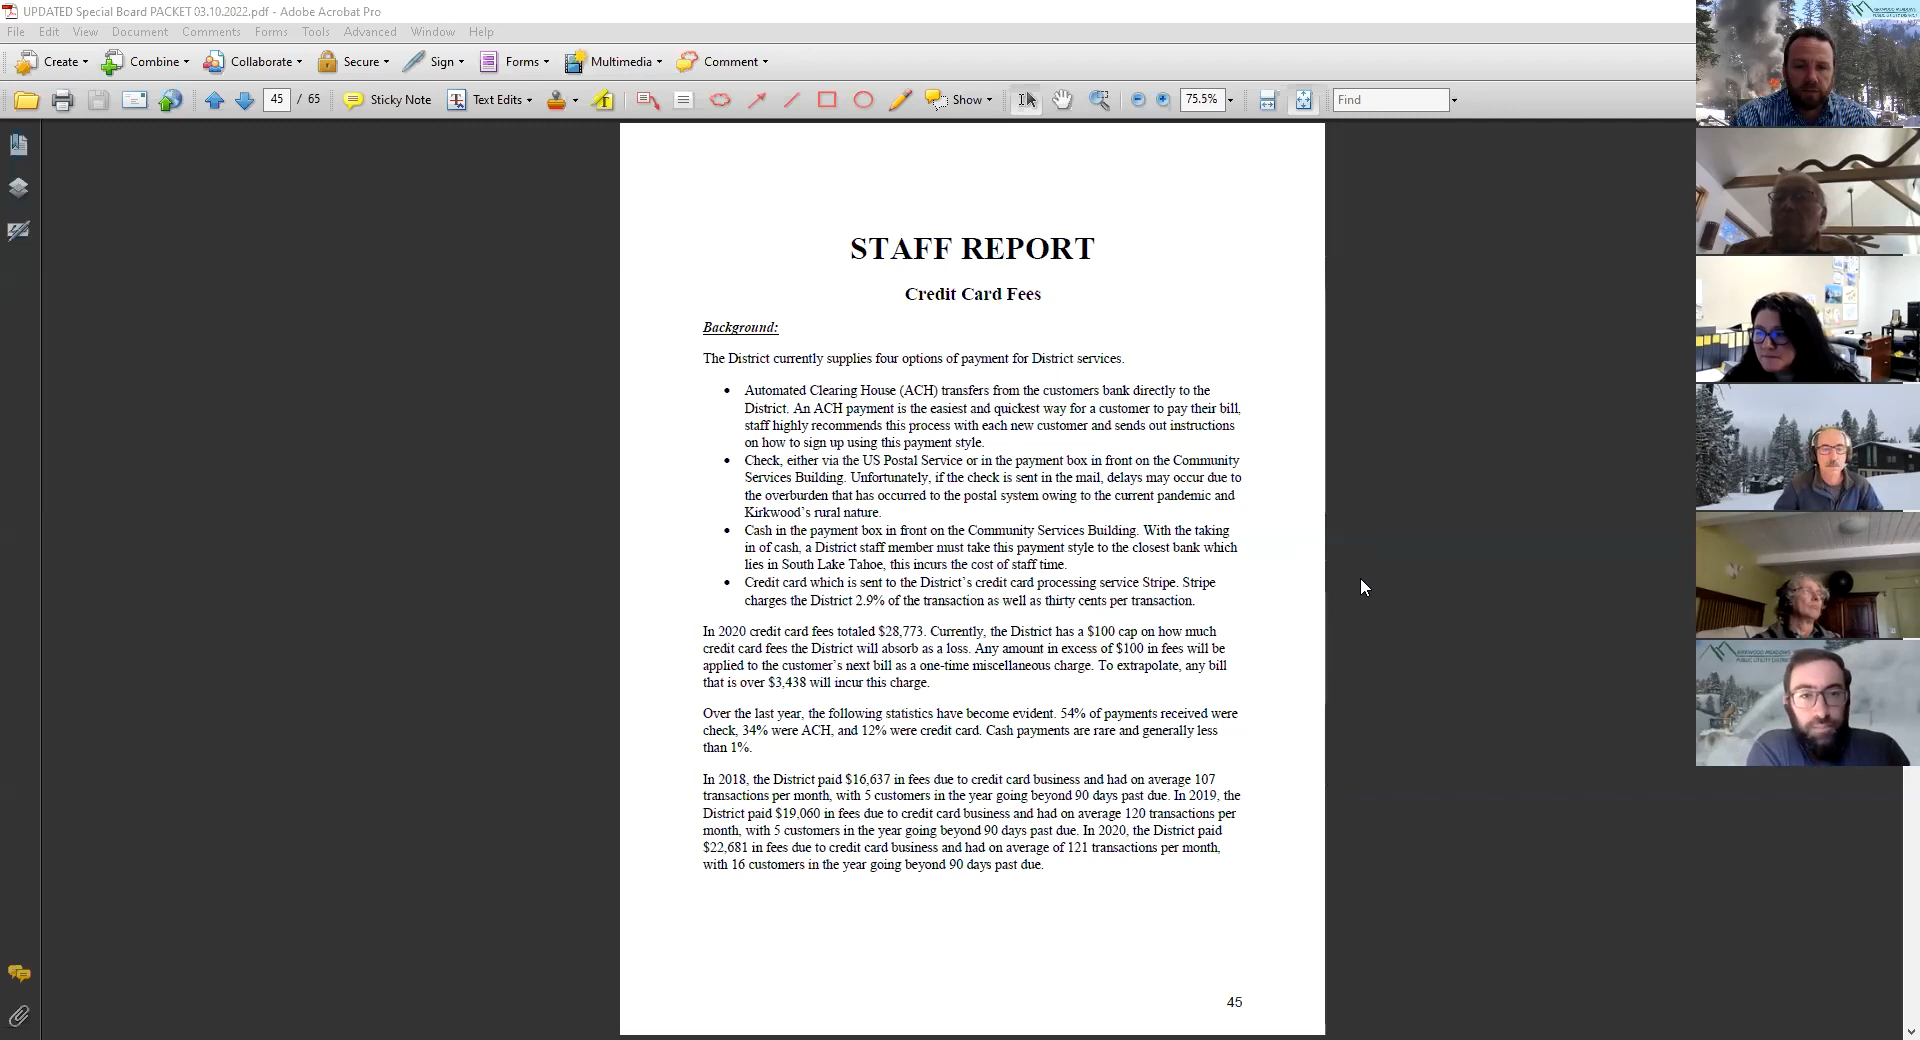 UPDATED Special Board PACKET 03.10.2022.pdf - Adobe Acrobat Pro
File Edit View Document Comments Forms Tools Advanced Window Help
Create Combine Collaborate Secure Sign Forms Multimedia Comment
45 / 65 Sticky Note Text Edits Show 75.5% Find
STAFF REPORT
Credit Card Fees
Background:
The District currently supplies four options of payment for District services.
• Automated Clearing House (ACH) transfers from the customers bank directly to the
District. An ACH payment is the easiest and quickest way for a customer to pay their bill,
staff highly recommends this process with each new customer and sends out instructions
on how to sign up using this payment style.
• Check, either via the US Postal Service or in the payment box in front on the Community
Services Building. Unfortunately, if the check is sent in the mail, delays may occur due to
the overburden that has occurred to the postal system owing to the current pandemic and
Kirkwood's rural nature.
• Cash in the payment box in front on the Community Services Building. With the taking
in of cash, a District staff member must take this payment style to the closest bank which
lies in South Lake Tahoe, this incurs the cost of staff time.
• Credit card which is sent to the District's credit card processing service Stripe. Stripe
charges the District 2.9% of the transaction as well as thirty cents per transaction.
In 2020 credit card fees totaled $28,773. Currently, the District has a $100 cap on how much
credit card fees the District will absorb as a loss. Any amount in excess of $100 in fees will be
applied to the customer's next bill as a one-time miscellaneous charge. To extrapolate, any bill
that is over $3,438 will incur this charge.
Over the last year, the following statistics have become evident. 54% of payments received were
check, 34% were ACH, and 12% were credit card. Cash payments are rare and generally less
than 1%.
In 2018, the District paid $16,637 in fees due to credit card business and had on average 107
transactions per month, with 5 customers in the year going beyond 90 days past due. In 2019, the
District paid $19,060 in fees due to credit card business and had on average 120 transactions per
month, with 5 customers in the year going beyond 90 days past due. In 2020, the District paid
$22,681 in fees due to credit card business and had on average of 121 transactions per month,
with 16 customers in the year going beyond 90 days past due.
45
KIRKWOOD MEADOWS
PUBLIC UTILITY DISTRICT
KIRKWOOD MEADOWS
PUBLIC UTILITY DISTRICT